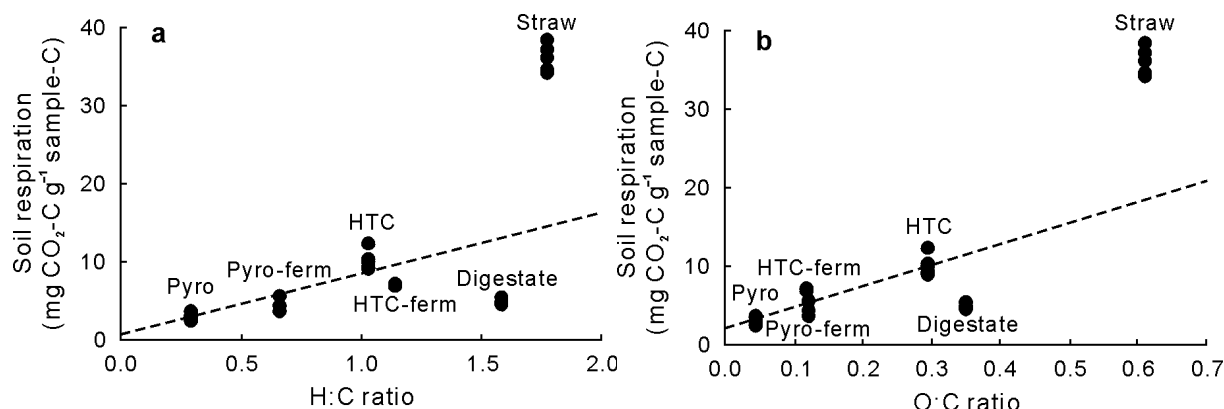 a
Straw
Soil respiration
(mg CO₂-C g⁻¹ sample-C)
40
30
20
10
0
HTC
Pyro
Pyro-ferm
HTC-ferm
Digestate
0.0 0.5 1.0 1.5 2.0
H:C ratio
b
Straw
Soil respiration
(mg CO₂-C g⁻¹ sample-C)
40
30
20
10
0
HTC
HTC-ferm
Pyro
Pyro-ferm
Digestate
0.0 0.1 0.2 0.3 0.4 0.5 0.6 0.7
O:C ratio